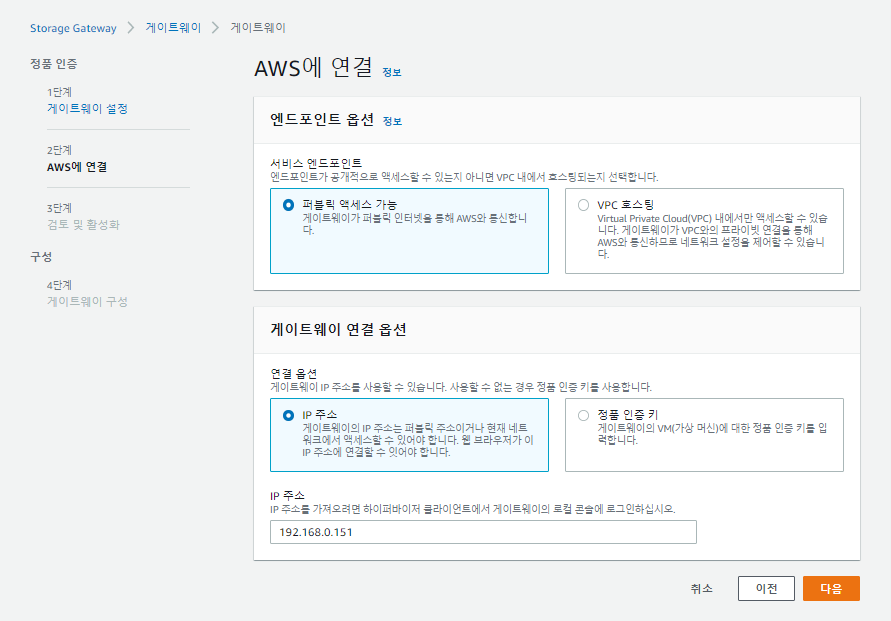 Storage Gateway > 게이트웨이 > 게이트웨이
정품 인증
1단계
게이트웨이 설정
2단계
AWS에 연결
3단계
검토 및 활성화
구성
4단계
게이트웨이 구성
AWS에 연결 정보
엔드포인트 옵션 정보
서비스 엔드포인트
엔드포인트가 공개적으로 액세스할 수 있는지 아니면 VPC 내에서 호스팅되는지 선택합니다.
퍼블릭 액세스 가능
게이트웨이가 퍼블릭 인터넷을 통해 AWS와 통신합니
다.
VPC 호스팅
Virtual Private Cloud(VPC) 내에서만 액세스할 수 있습
니다. 게이트웨이가 VPC와의 프라이빗 연결을 통해
AWS와 통신하므로 네트워크 설정을 제어할 수 있습니
다.
게이트웨이 연결 옵션
연결 옵션
게이트웨이 IP 주소를 사용할 수 있습니다. 사용할 수 없는 경우 정품 인증 키를 사용합니다.
IP 주소
게이트웨이의 IP 주소는 퍼블릭 주소이거나 현재 네트
워크에서 액세스할 수 있어야 합니다. 웹 브라우저가 이
IP 주소에 연결할 수 잇어야 합니다.
정품 인증 키
게이트웨이의 VM(가상 머신)에 대한 정품 인증 키를 입
력합니다.
IP 주소
IP 주소를 가져오려면 하이퍼바이저 클라이언트에서 게이트웨이의 로컬 콘솔에 로그인하십시오.
192.168.0.151
취소
이전
다음